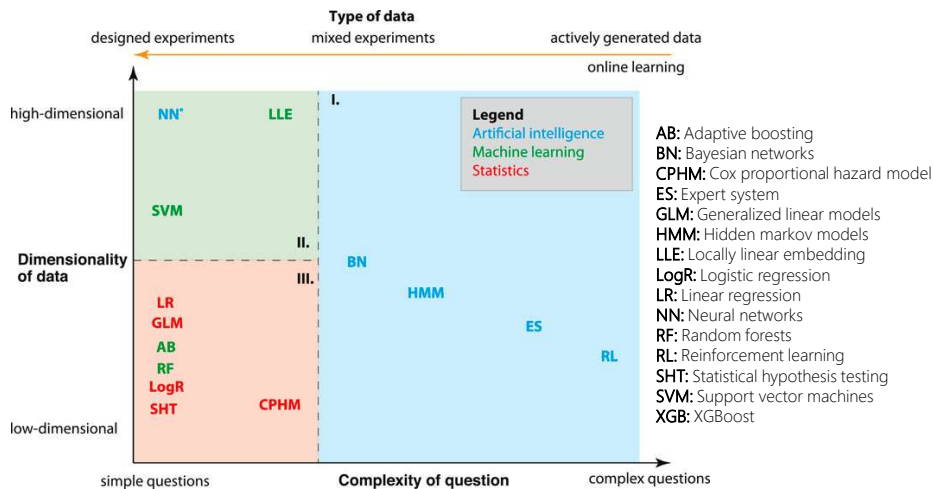 Type of data
designed experiments mixed experiments actively generated data
online learning
high-dimensional
NN*
LLE
I.
Legend
Artificial intelligence
Machine learning
Statistics
SVM
II.
Dimensionality
of data
BN
III.
HMM
LR
GLM
ES
AB
RL
RF
LogR
SHT
CPHM
low-dimensional
simple questions
Complexity of question
complex questions
AB: Adaptive boosting
BN: Bayesian networks
CPHM: Cox proportional hazard model
ES: Expert system
GLM: Generalized linear models
HMM: Hidden markov models
LLE: Locally linear embedding
LogR: Logistic regression
LR: Linear regression
NN: Neural networks
RF: Random forests
RL: Reinforcement learning
SHT: Statistical hypothesis testing
SVM: Support vector machines
XGB: XGBoost